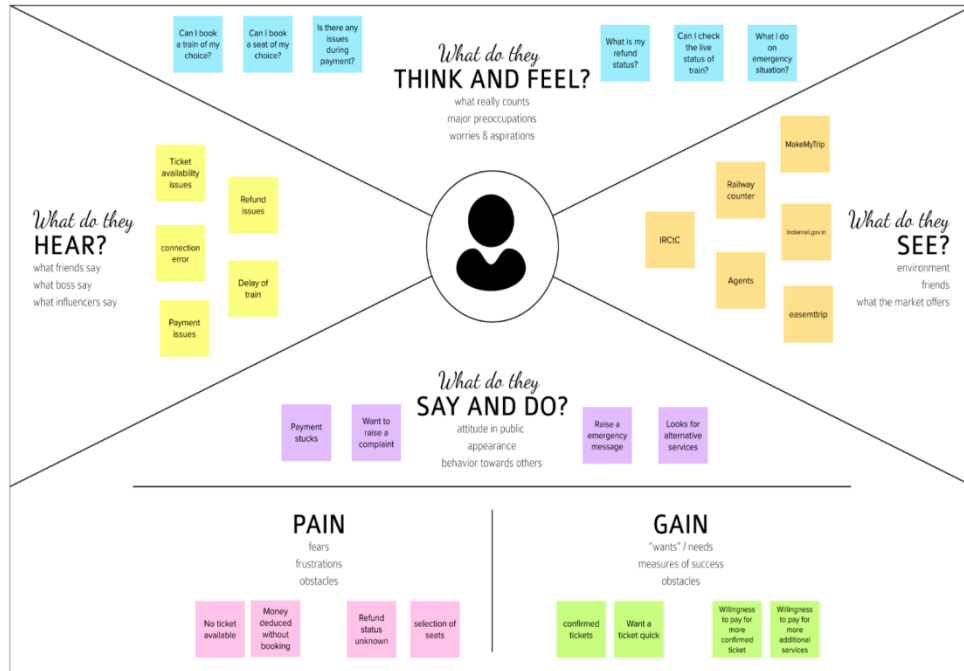 Can I book
a train of my
choice?
Can I book
a seat of my
choice?
Is there any
issues
during
payment?
What do they
THINK AND FEEL?
what really counts
major preoccupations
worries & aspirations
What is my
refund
status?
Can I check
the live
status of
train?
What I do
on
emergency
situation?
What do they
HEAR?
what friends say
what boss say
what influencers say
Ticket
availability
issues
Refund
issues
connection
error
Delay of
train
Payment
issues
MakeMyTrip
Railway
counter
IRCtC
Indianrail.gov.in
Agents
easemttrip
What do they
SEE?
environment
friends
what the market offers
What do they
SAY AND DO?
attitude in public
appearance
behavior towards others
Payment
stucks
Want to
raise a
complaint
Raise a
emergency
message
Looks for
alternative
services
PAIN
fears
frustrations
obstacles
No ticket
available
Money
deduced
without
booking
Refund
status
unknown
selection of
seats
GAIN
"wants" / needs
measures of success
obstacles
confirmed
tickets
Want a
ticket quick
Willingness
to pay for
more
confirmed
ticket
Willingness
to pay for
more
additional
services